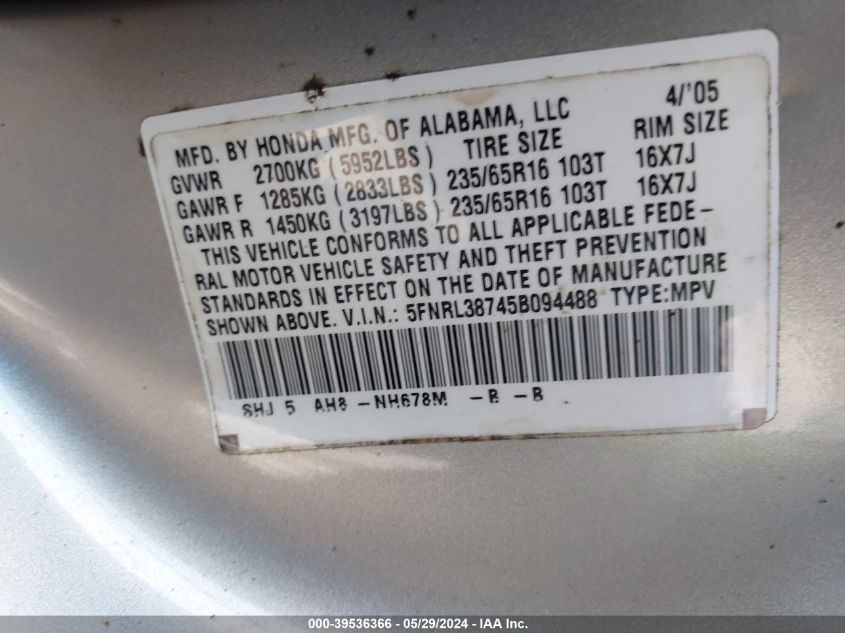 MFD. BY HONDA MFG. OF ALABAMA, LLC 4/'05
GVWR 2700KG (5952LBS) TIRE SIZE RIM SIZE
GAWR F 1285KG (2833LBS) 235/65R16 103T 16X7J
GAWR R 1450KG (3197LBS) 235/65R16 103T 16X7J
THIS VEHICLE CONFORMS TO ALL APPLICABLE FEDE-
RAL MOTOR VEHICLE SAFETY AND THEFT PREVENTION
STANDARDS IN EFFECT ON THE DATE OF MANUFACTURE
SHOWN ABOVE. V.I.N.: 5FNRL38745B094488 TYPE:MPV
SHJ 5 AH8 -NH678M -B -B
000-39536366 - 05/29/2024 - IAA Inc.